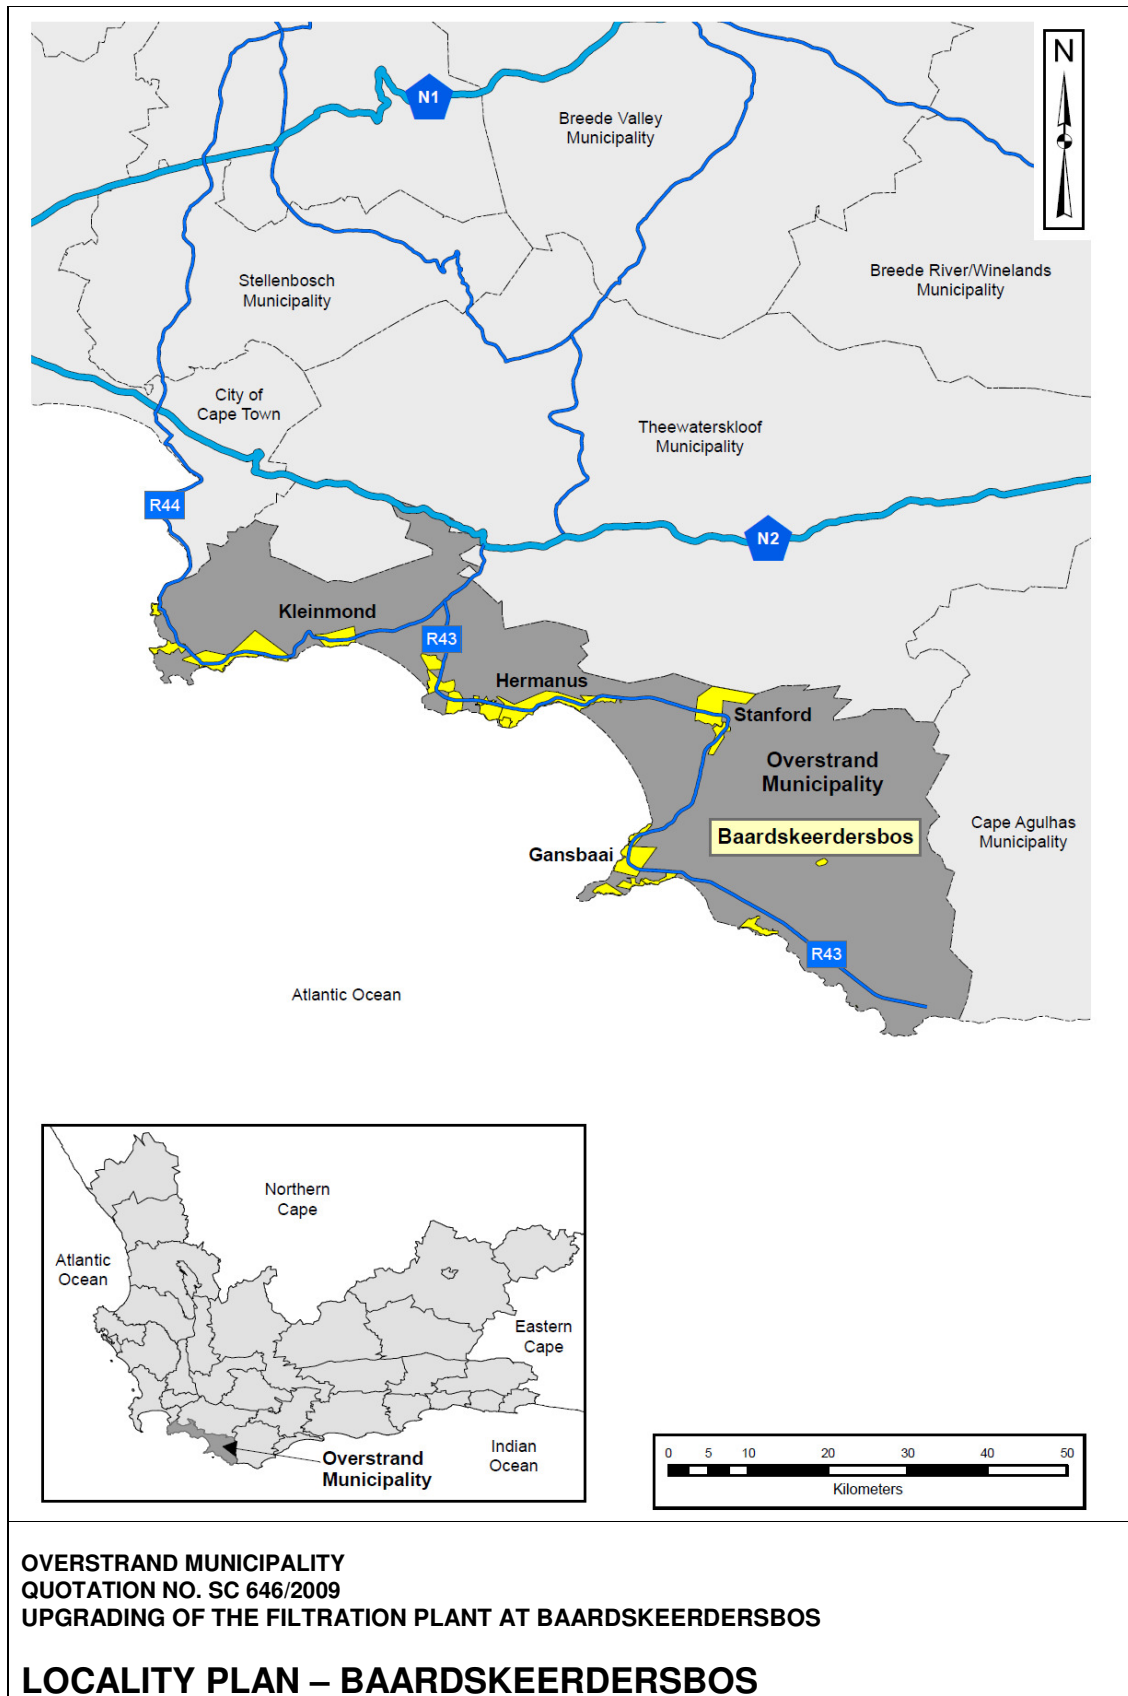 N
N1
Breede Valley
Municipality
Stellenbosch
Municipality
Breede River/Winelands
Municipality
City of
Cape Town
Theewaterskloof
Municipality
R44
N2
Kleinmond
R43
Hermanus
Stanford
Overstrand
Municipality
Baardskeerdersbos
Cape Agulhas
Municipality
Gansbaai
R43
Atlantic Ocean
Northern
Cape
Atlantic
Ocean
Eastern
Cape
Indian
Ocean
Overstrand
Municipality
0 5 10 20 30 40 50
Kilometers
OVERSTRAND MUNICIPALITY
QUOTATION NO. SC 646/2009
UPGRADING OF THE FILTRATION PLANT AT BAARDSKEERDERSBOS
LOCALITY PLAN – BAARDSKEERDERSBOS